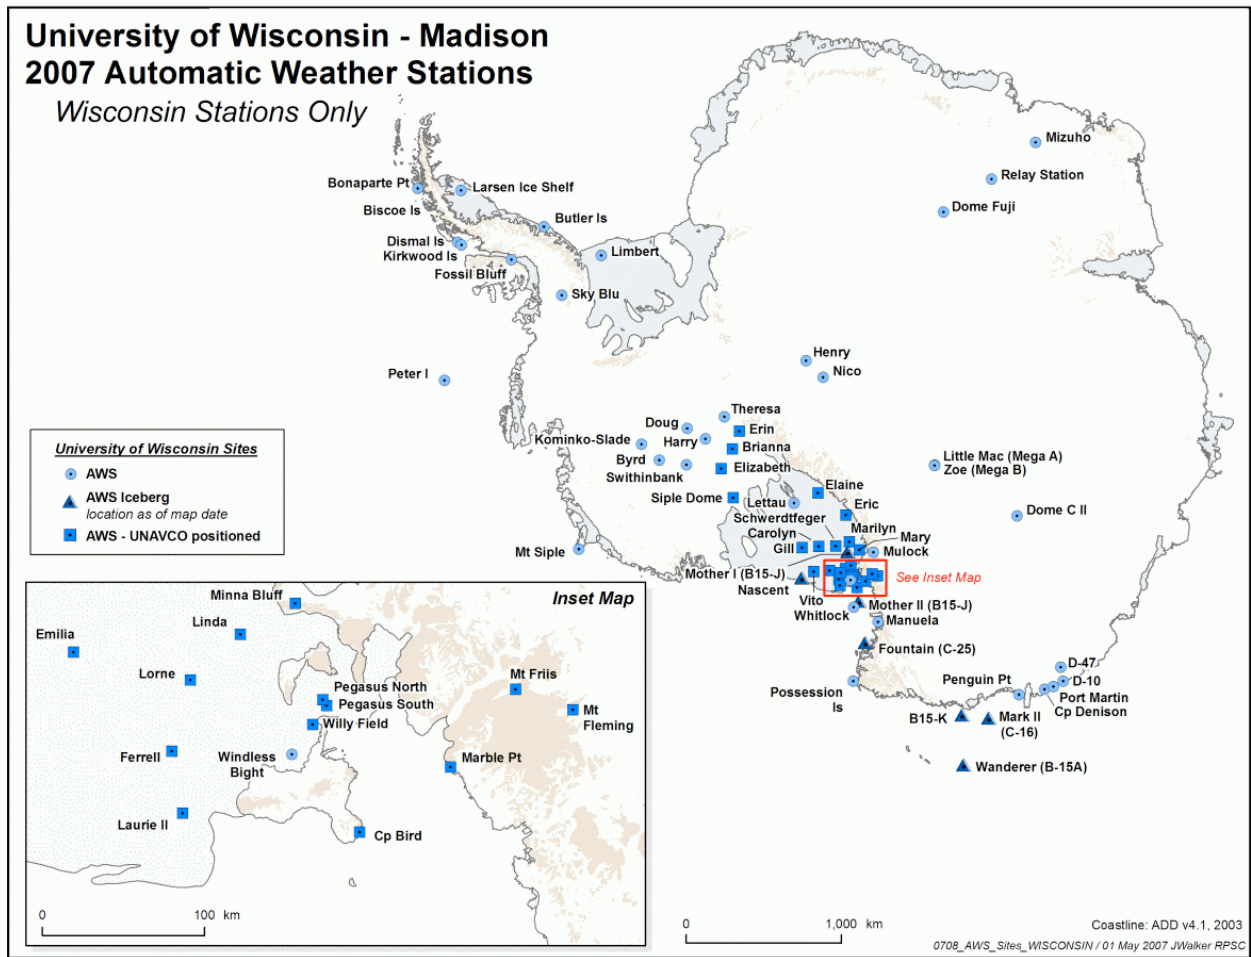 University of Wisconsin - Madison
2007 Automatic Weather Stations
Wisconsin Stations Only
Mizuho
Relay Station
Dome Fuji
Bonaparte Pt
Larsen Ice Shelf
Biscoe Is
Butler Is
Dismal Is
Kirkwood Is
Limbert
Fossil Bluff
Sky Blu
Henry
Nico
Peter I
Theresa
Doug
Erin
Kominko-Slade
Harry
Brianna
Byrd
Swithinbank
Elizabeth
Little Mac (Mega A)
Zoe (Mega B)
Siple Dome
Elaine
Lettau
Eric
Dome C II
Schwerdtfeger
Carolyn
Marilyn
Gill
Mary
Mulock
Mt Siple
Mother I (B15-J)
See Inset Map
Nascent
Vito
Whitlock
Mother II (B15-J)
Manuela
Fountain (C-25)
D-47
D-10
Penguin Pt
Port Martin
Cp Denison
Possession
Is
B15-K
Mark II
(C-16)
Wanderer (B-15A)
University of Wisconsin Sites
AWS
AWS Iceberg
location as of map date
AWS - UNAVCO positioned
Inset Map
Minna Bluff
Linda
Emilia
Lorne
Mt Friis
Pegasus North
Pegasus South
Mt
Fleming
Willy Field
Ferrell
Windless
Bight
Marble Pt
Laurie II
Cp Bird
0 100 km
0 1,000 km
Coastline: ADD v4.1, 2003
0708_AWS_Sites_WISCONSIN / 01 May 2007 JWalker RPSC